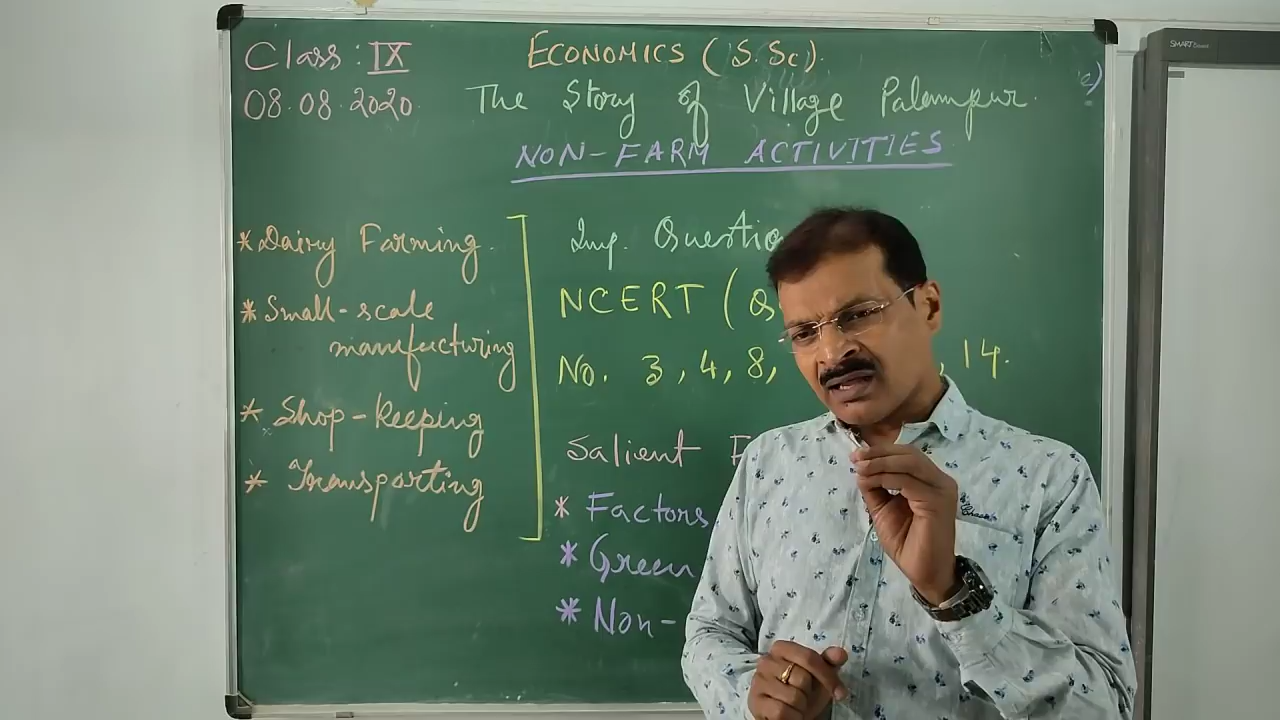 Class : IX
ECONOMICS (S.Sc).
08.08.2020.
The Story of Village Palampur.
NON-FARM ACTIVITIES
* Dairy Farming.
* Small-scale
manufacturing
* Shop-keeping
* Transporting
Imp. Questio
NCERT (Q
No. 3, 4, 8, , 14.
Salient F
* Factors
* Green
* Non-
SMART Board